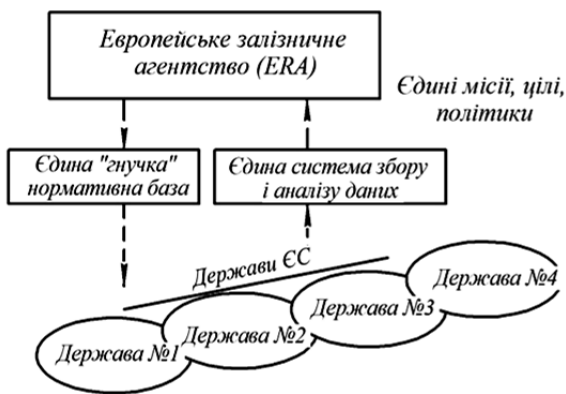 Европейське залізничне
агентство (ERA)
Єдині місії, цілі,
політики
Єдина "гнучка"
нормативна база
Єдина система збору
і аналізу даних
Держави ЄС
Держава №1
Держава №2
Держава №3
Держава №4